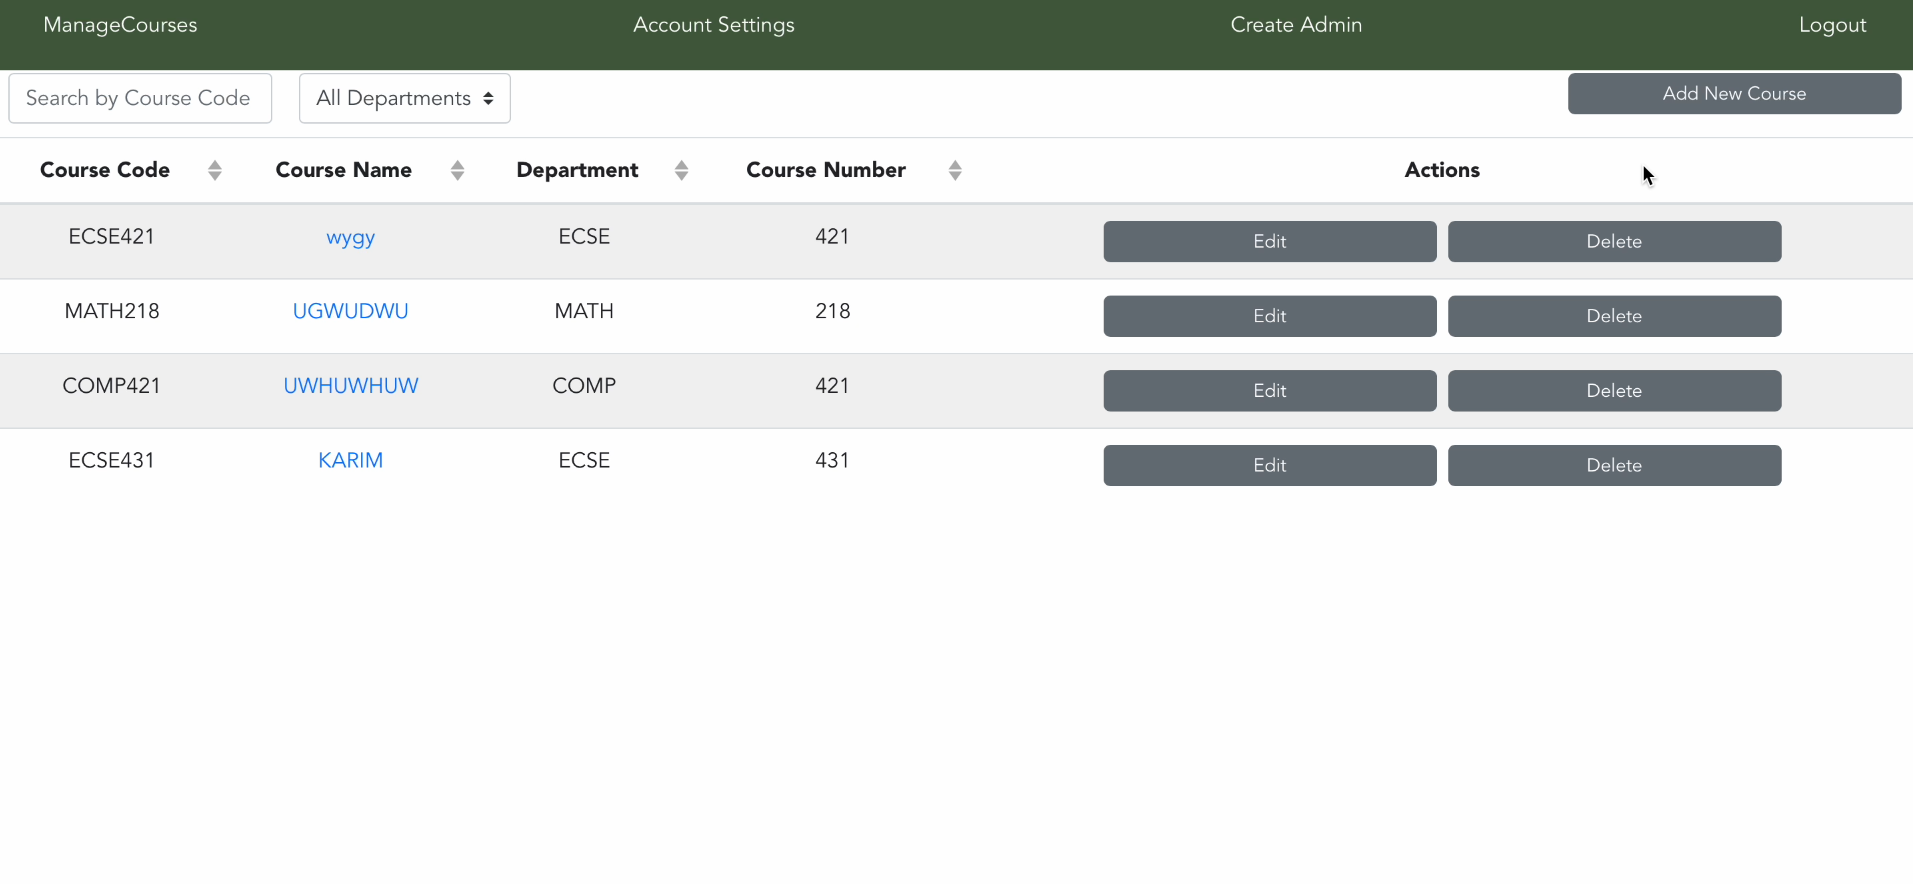 ManageCourses Account Settings Create Admin Logout
Search by Course Code All Departments Add New Course
Course Code Course Name Department Course Number Actions
ECSE421 wygy ECSE 421 Edit Delete
MATH218 UGWUDWU MATH 218 Edit Delete
COMP421 UWHUWHUW COMP 421 Edit Delete
ECSE431 KARIM ECSE 431 Edit Delete